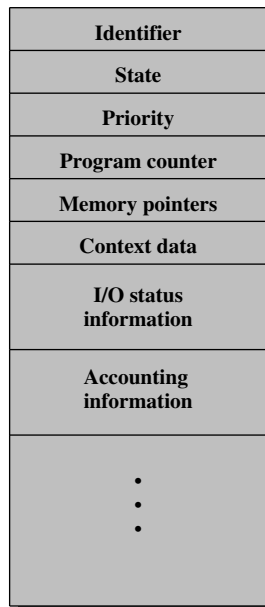 Identifier
State
Priority
Program counter
Memory pointers
Context data
I/O status
information
Accounting
information
•
•
•